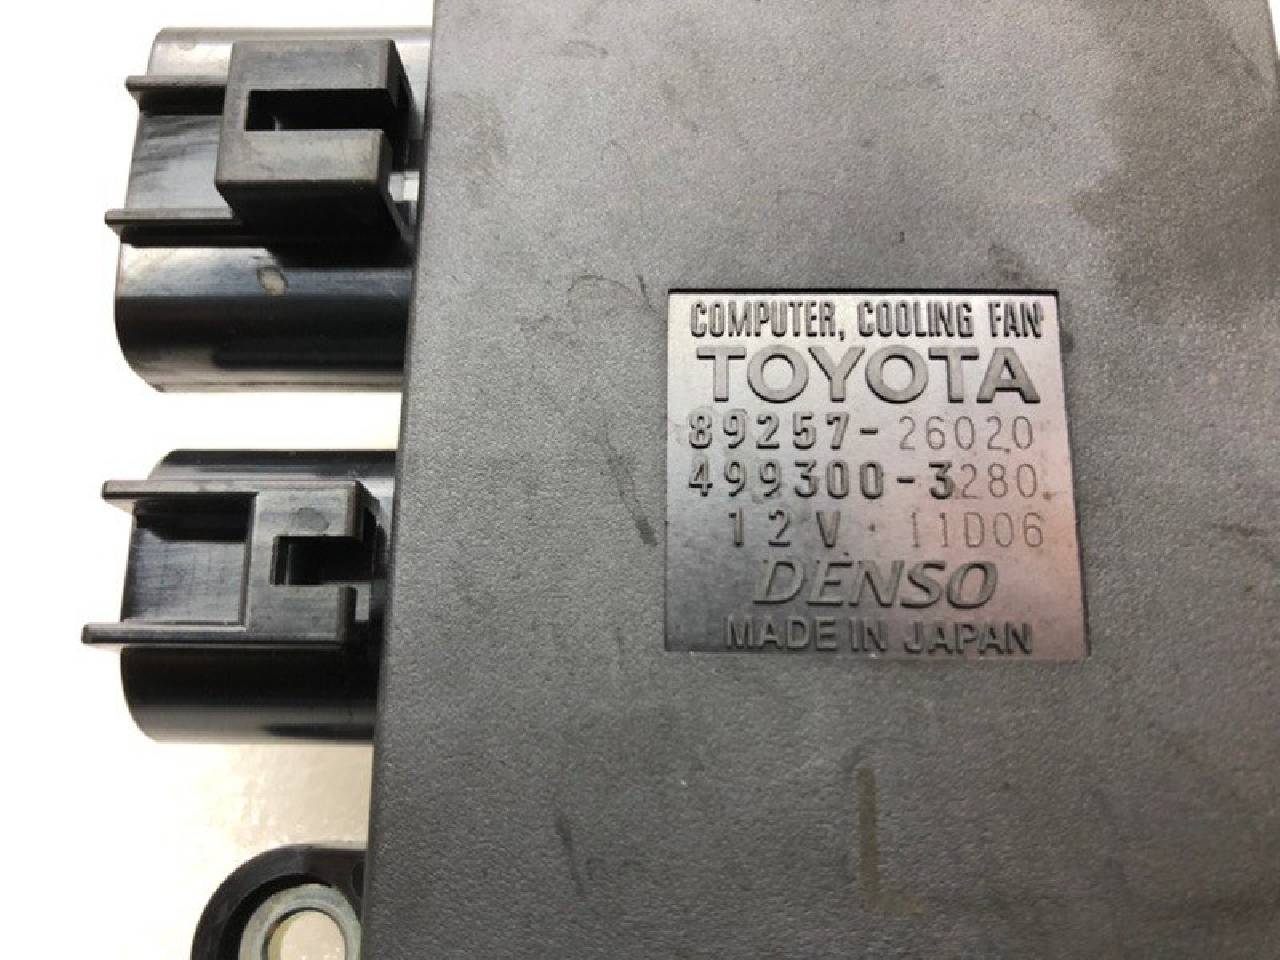 COMPUTER, COOLING FAN
TOYOTA
89257-26020
499300-3280
12V 11D06
DENSO
MADE IN JAPAN